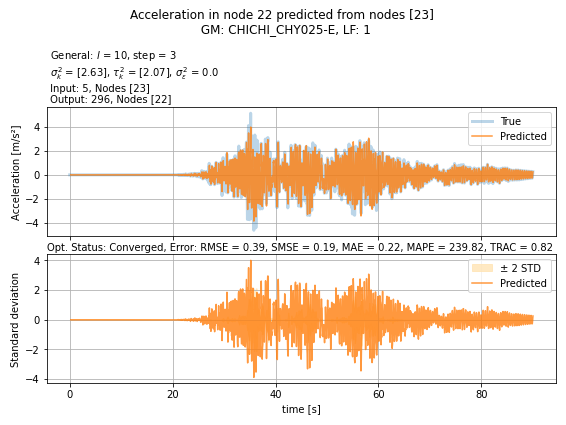 Acceleration in node 22 predicted from nodes [23]
GM: CHICHI_CHY025-E, LF: 1
General: l = 10, step = 3
σ²ₖ = [2.63], τ²ₖ = [2.07], σ²ε = 0.0
Input: 5, Nodes [23]
Output: 296, Nodes [22]
Acceleration [m/s²]
4
2
0
−2
−4
True
Predicted
Opt. Status: Converged, Error: RMSE = 0.39, SMSE = 0.19, MAE = 0.22, MAPE = 239.82, TRAC = 0.82
Standard deviation
4
2
0
−2
−4
± 2 STD
Predicted
0 20 40 60 80
time [s]